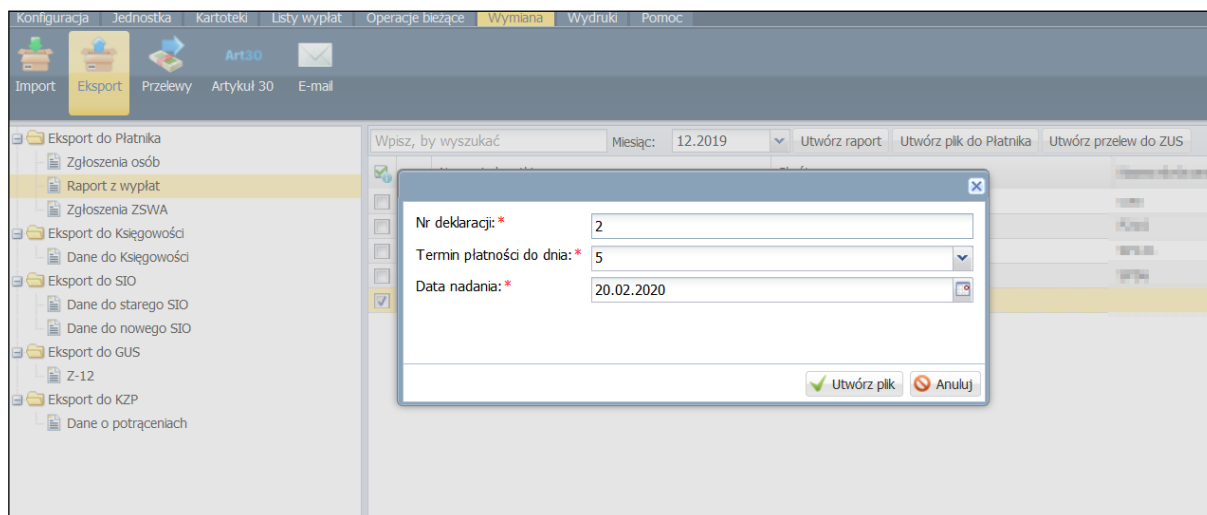 Konfiguracja Jednostka Kartoteki Listy wypłat Operacje bieżące Wymiana Wydruki Pomoc
Art30
Import Eksport Przelewy Artykuł 30 E-mail
Eksport do Płatnika
Zgłoszenia osób
Raport z wypłat
Zgłoszenia ZSWA
Eksport do Księgowości
Dane do Księgowości
Eksport do SIO
Dane do starego SIO
Dane do nowego SIO
Eksport do GUS
Z-12
Eksport do KZP
Dane o potrąceniach
Wpisz, by wyszukać Miesiąc: 12.2019 Utwórz raport Utwórz plik do Płatnika Utwórz przelew do ZUS
Nr deklaracji: * 2
Termin płatności do dnia: * 5
Data nadania: * 20.02.2020
Utwórz plik Anuluj